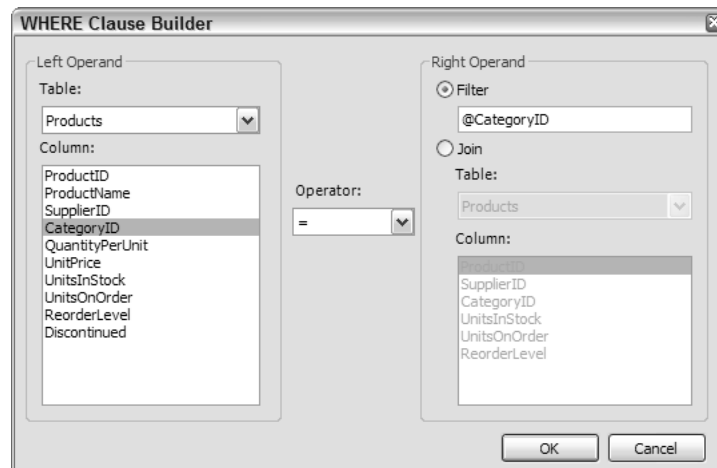 WHERE Clause Builder
Left Operand
Table:
Products
Column:
ProductID
ProductName
SupplierID
CategoryID
QuantityPerUnit
UnitPrice
UnitsInStock
UnitsOnOrder
ReorderLevel
Discontinued
Operator:
=
Right Operand
Filter
@CategoryID
Join
Table:
Products
Column:
ProductID
SupplierID
CategoryID
UnitsInStock
UnitsOnOrder
ReorderLevel
OK
Cancel